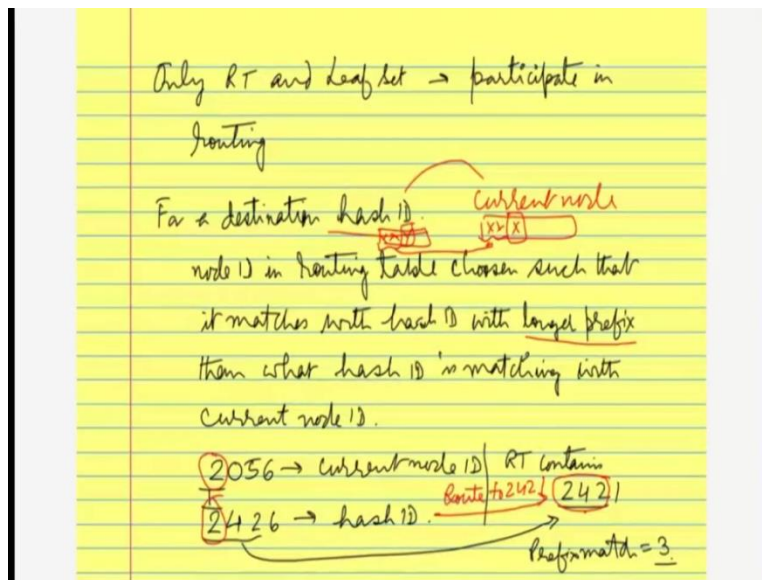 Only RT and Leaf Set → participate in
routing
For a destination hash ID. current node
xx Y xx X
node ID in routing table chosen such that
it matches with hash ID with longer prefix
than what hash ID is matching with
current node ID.
2056 → current node ID RT contains
Route to 2421 2421
2426 → hash ID.
Prefix match = 3.